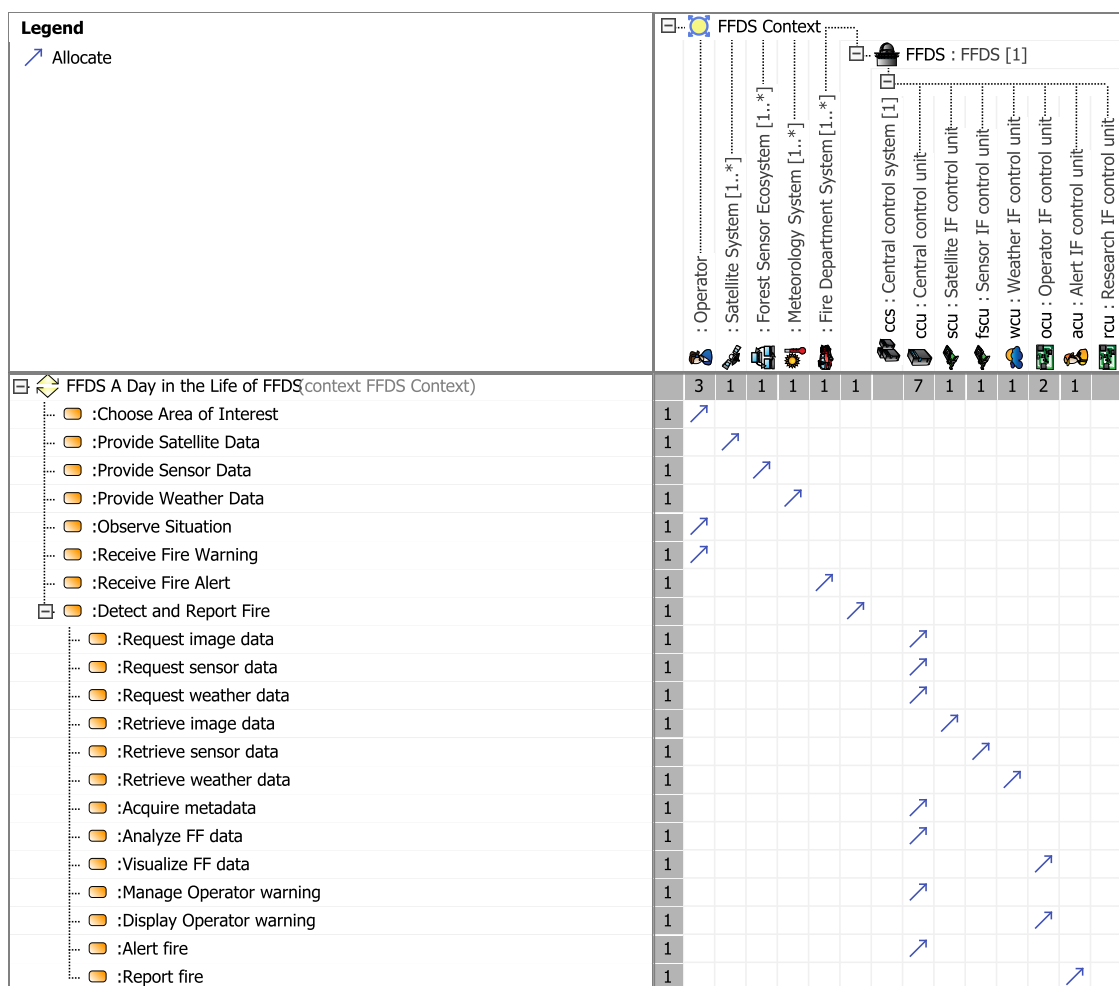 Legend
Allocate
FFDS Context
FFDS : FFDS [1]
: Operator
: Satellite System [1..*]
: Forest Sensor Ecosystem [1..*]
: Meteorology System [1..*]
: Fire Department System [1..*]
ccs : Central control system [1]
ccu : Central control unit
scu : Satellite IF control unit
fscu : Sensor IF control unit
wcu : Weather IF control unit
ocu : Operator IF control unit
acu : Alert IF control unit
rcu : Research IF control unit
FFDS A Day in the Life of FFDS(context FFDS Context) 3 1 1 1 1 1 7 1 1 1 2 1
:Choose Area of Interest 1
:Provide Satellite Data 1
:Provide Sensor Data 1
:Provide Weather Data 1
:Observe Situation 1
:Receive Fire Warning 1
:Receive Fire Alert 1
:Detect and Report Fire 1
:Request image data 1
:Request sensor data 1
:Request weather data 1
:Retrieve image data 1
:Retrieve sensor data 1
:Retrieve weather data 1
:Acquire metadata 1
:Analyze FF data 1
:Visualize FF data 1
:Manage Operator warning 1
:Display Operator warning 1
:Alert fire 1
:Report fire 1